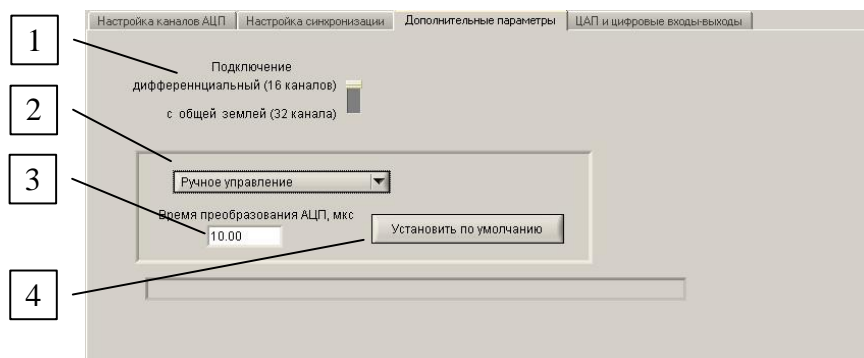 Настройка каналов АЦП Настройка синхронизации Дополнительные параметры ЦАП и цифровые входы-выходы
1
Подключение
дифференнциальный (16 каналов)
с общей землей (32 канала)
2
Ручное управление
3
Время преобразования АЦП, мкс
10.00
Установить по умолчанию
4